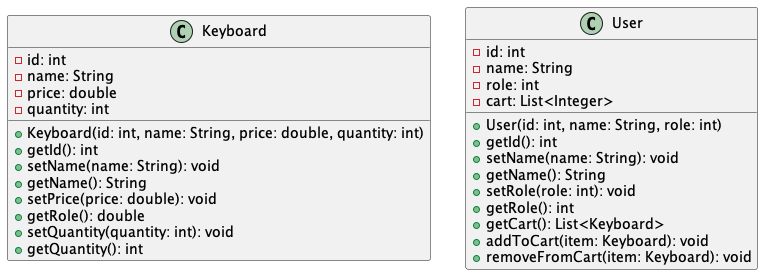 C Keyboard
id: int
name: String
price: double
quantity: int
Keyboard(id: int, name: String, price: double, quantity: int)
getId(): int
setName(name: String): void
getName(): String
setPrice(price: double): void
getRole(): double
setQuantity(quantity: int): void
getQuantity(): int
C User
id: int
name: String
role: int
cart: List<Integer>
User(id: int, name: String, role: int)
getId(): int
setName(name: String): void
getName(): String
setRole(role: int): void
getRole(): int
getCart(): List<Keyboard>
addToCart(item: Keyboard): void
removeFromCart(item: Keyboard): void